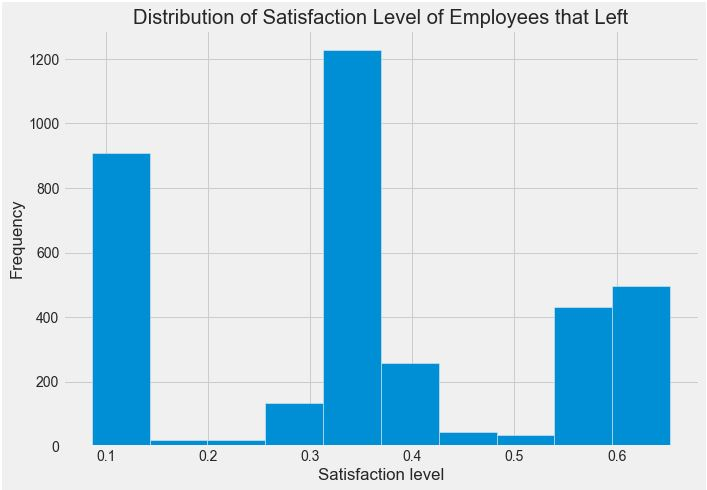 Distribution of Satisfaction Level of Employees that Left
1200
1000
800
600
400
200
0
Frequency
0.1 0.2 0.3 0.4 0.5 0.6
Satisfaction level